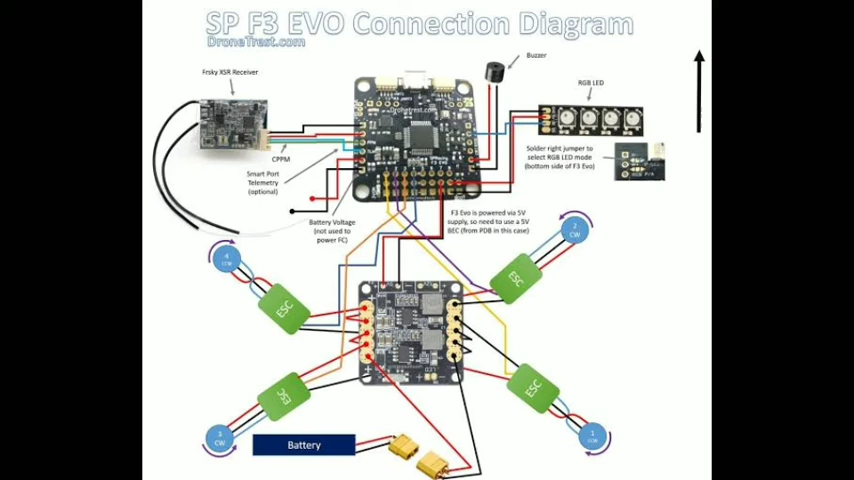 SP F3 EVO Connection Diagram
DroneTrest.com
Buzzer
Frsky XSR Receiver
RGB LED
Dronetrest.com
CPPM
Solder right jumper to
select RGB LED mode
(bottom side of F3 Evo)
Smart Port
Telemetry
(optional)
Battery Voltage
(not used to
power FC)
F3 Evo is powered via 5V
supply, so need to use a 5V
BEC (from PDB in this case)
2
CW
4
CCW
ESC
ESC
ESC
ESC
3
CW
1
CCW
Battery